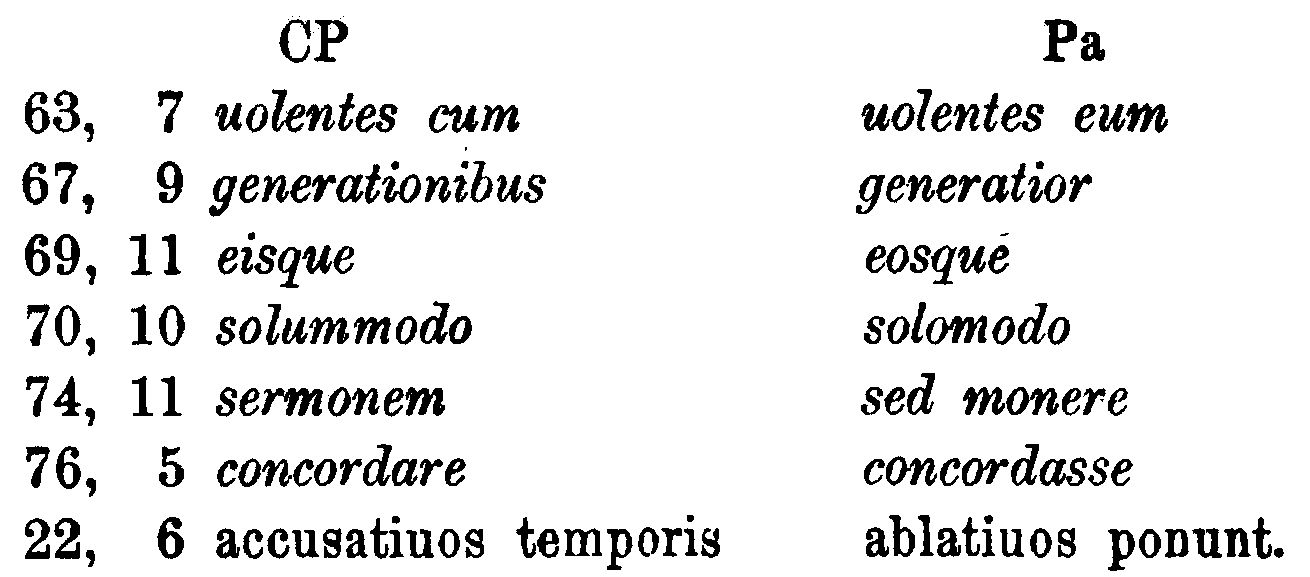 CP Pa
63, 7 uolentes cum uolentes eum
67, 9 generationibus generatior
69, 11 eisque eosque
70, 10 solummodo solomodo
74, 11 sermonem sed monere
76, 5 concordare concordasse
22, 6 accusatiuos temporis ablatiuos ponunt.